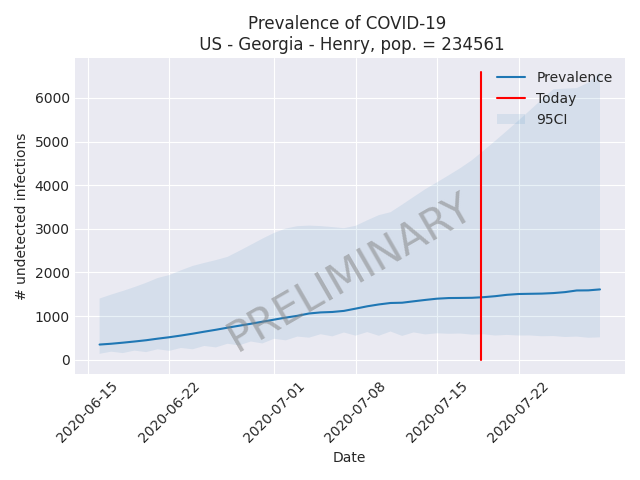 Prevalence of COVID-19
US - Georgia - Henry, pop. = 234561
Prevalence
Today
95CI
6000
5000
4000
3000
2000
1000
0
# undetected infections
PRELIMINARY
2020-06-15
2020-06-22
2020-07-01
2020-07-08
2020-07-15
2020-07-22
Date